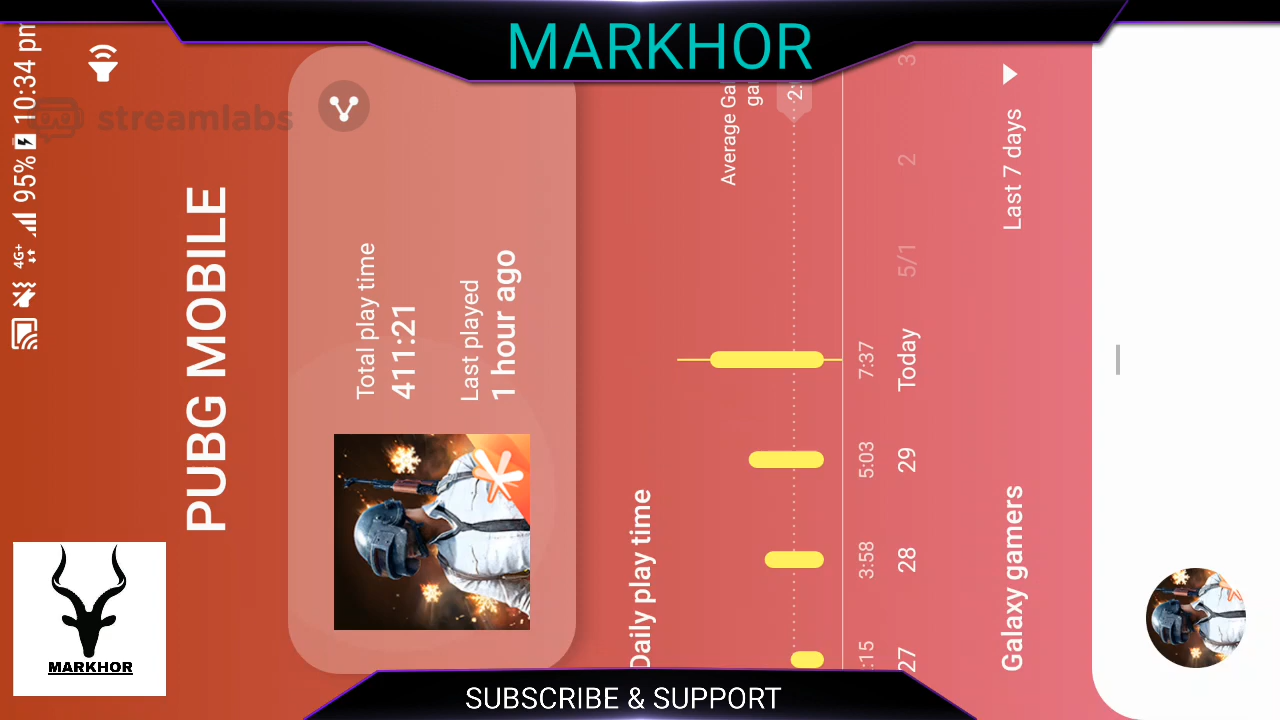 MARKHOR
4G+ 95% 10:34 pm
streamlabs
PUBG MOBILE
Total play time
411:21
Last played
1 hour ago
Daily play time
Average
:15
3:58
5:03
7:37
27
28
29
Today
5/1
2
3
Galaxy gamers
Last 7 days
MARKHOR
SUBSCRIBE & SUPPORT